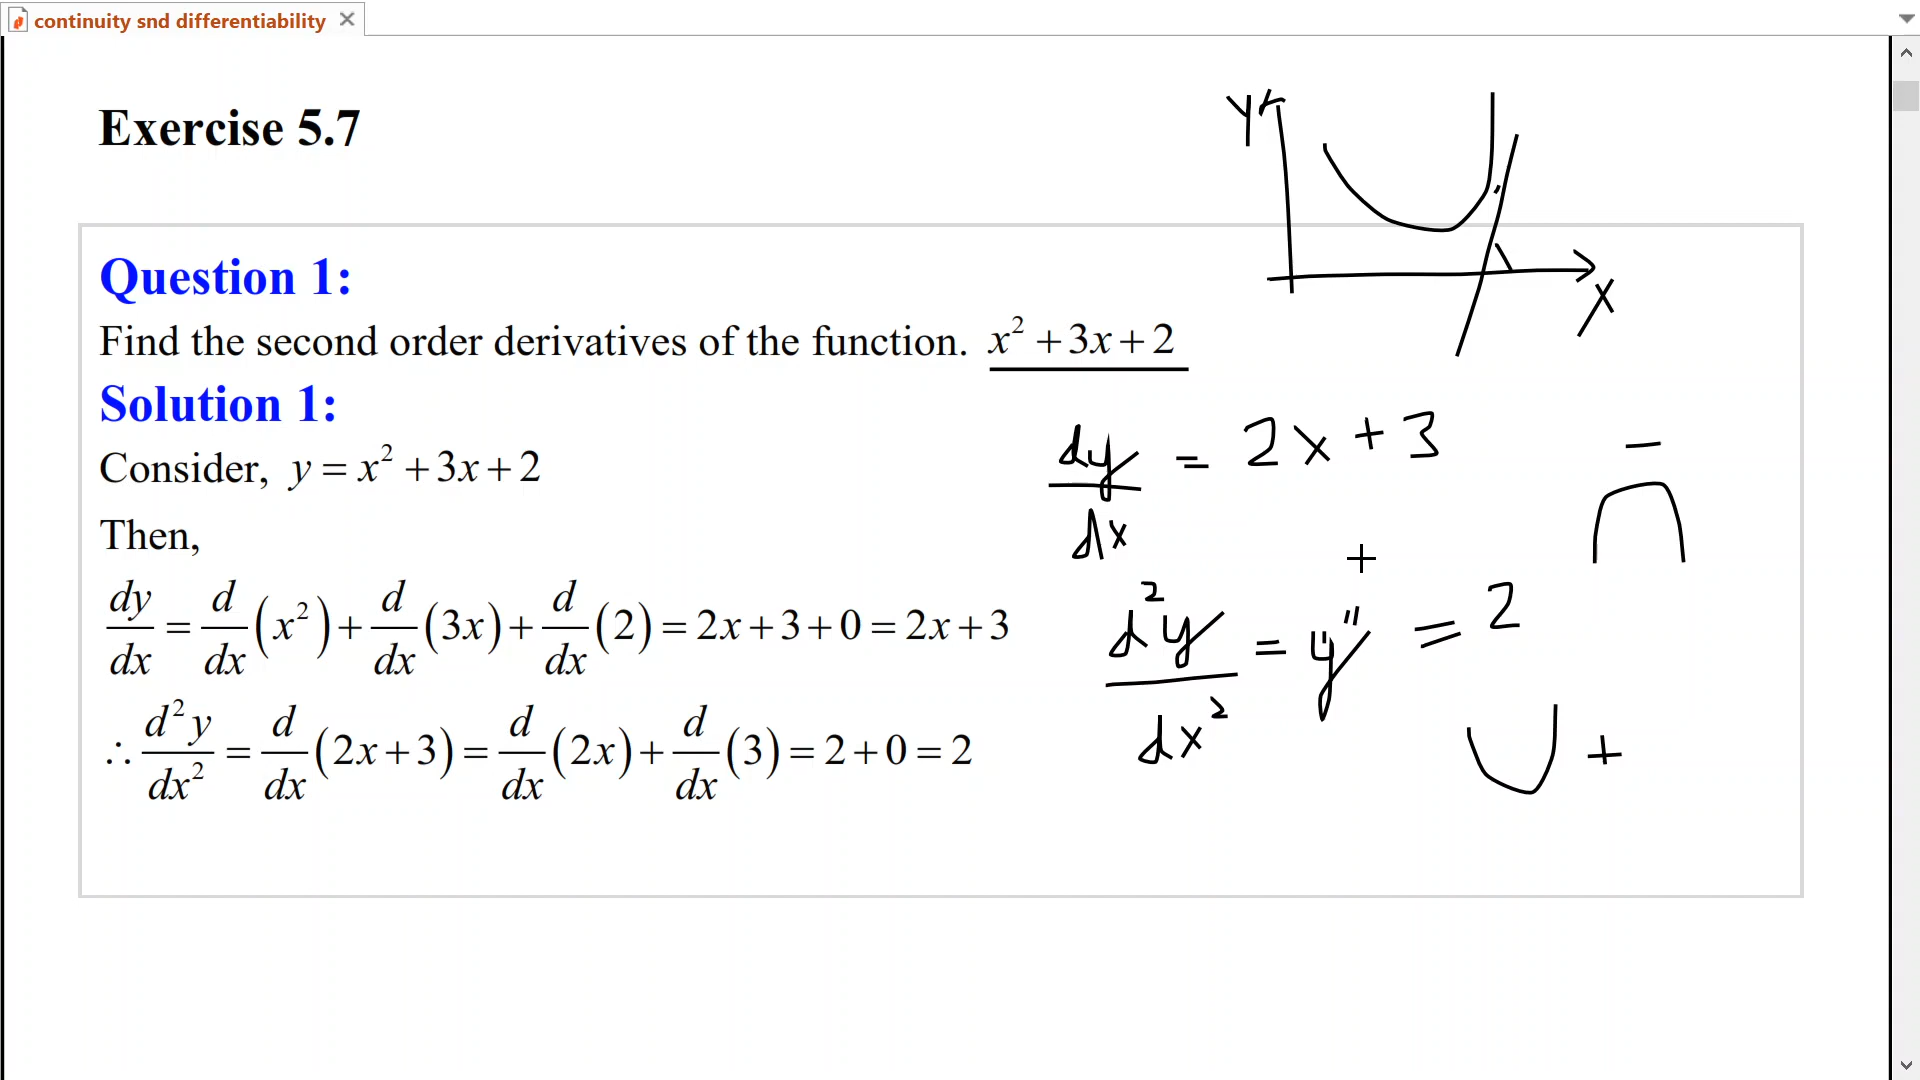 continuity snd differentiability
Exercise 5.7
y
x
Question 1:
Find the second order derivatives of the function. x² + 3x + 2
Solution 1:
Consider, y = x² + 3x + 2
Then,
dy/dx = d/dx (x²) + d/dx (3x) + d/dx (2) = 2x + 3 + 0 = 2x + 3
∴ d²y/dx² = d/dx (2x + 3) = d/dx (2x) + d/dx (3) = 2 + 0 = 2
dy/dx = 2x + 3
−
d²y/dx² = y'' = 2
+